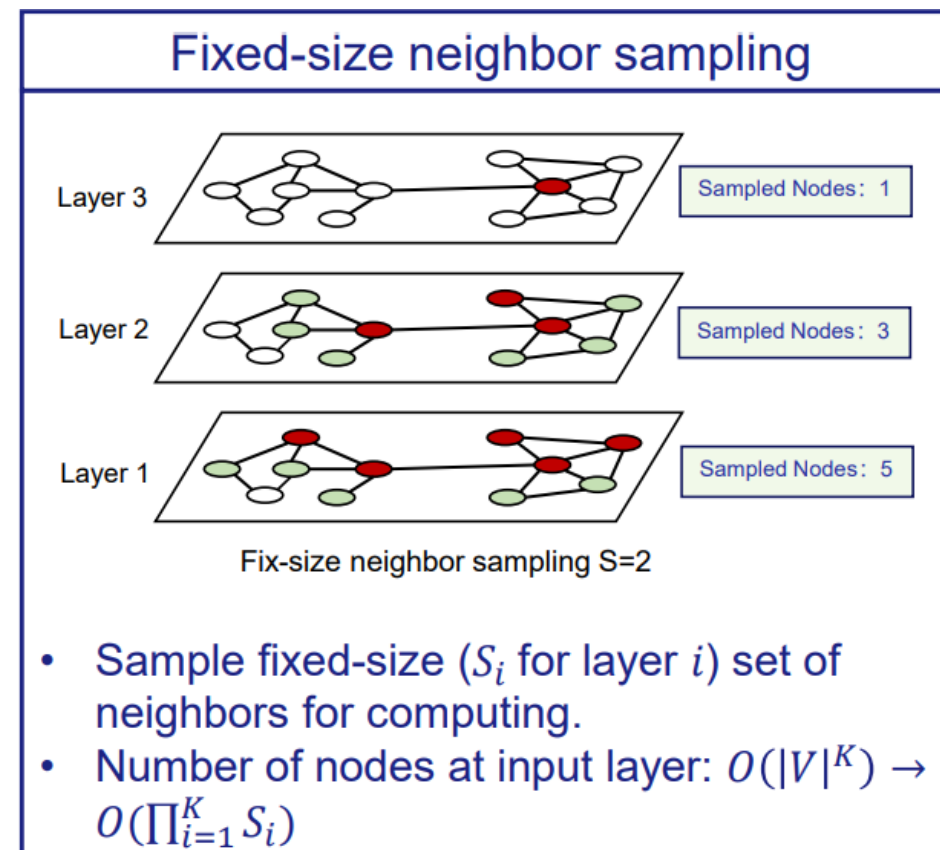 Fixed-size neighbor sampling
Layer 3
Sampled Nodes: 1
Layer 2
Sampled Nodes: 3
Layer 1
Sampled Nodes: 5
Fix-size neighbor sampling S=2
• Sample fixed-size (𝑆ᵢ for layer 𝑖) set of
neighbors for computing.
• Number of nodes at input layer: 𝑂(|𝑉|ᴷ) →
𝑂(∏ᵢ₌₁ᴷ 𝑆ᵢ)